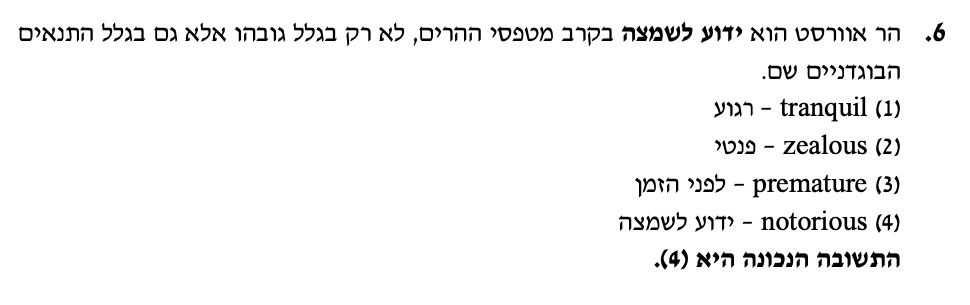 6. הר אוורסט הוא ידוע לשמצה בקרב מטפסי ההרים, לא רק בגלל גובהו אלא גם בגלל התנאים
הבוגדניים שם.
(1) tranquil – רגוע
(2) zealous – פנטי
(3) premature – לפני הזמן
(4) notorious – ידוע לשמצה
התשובה הנכונה היא (4).